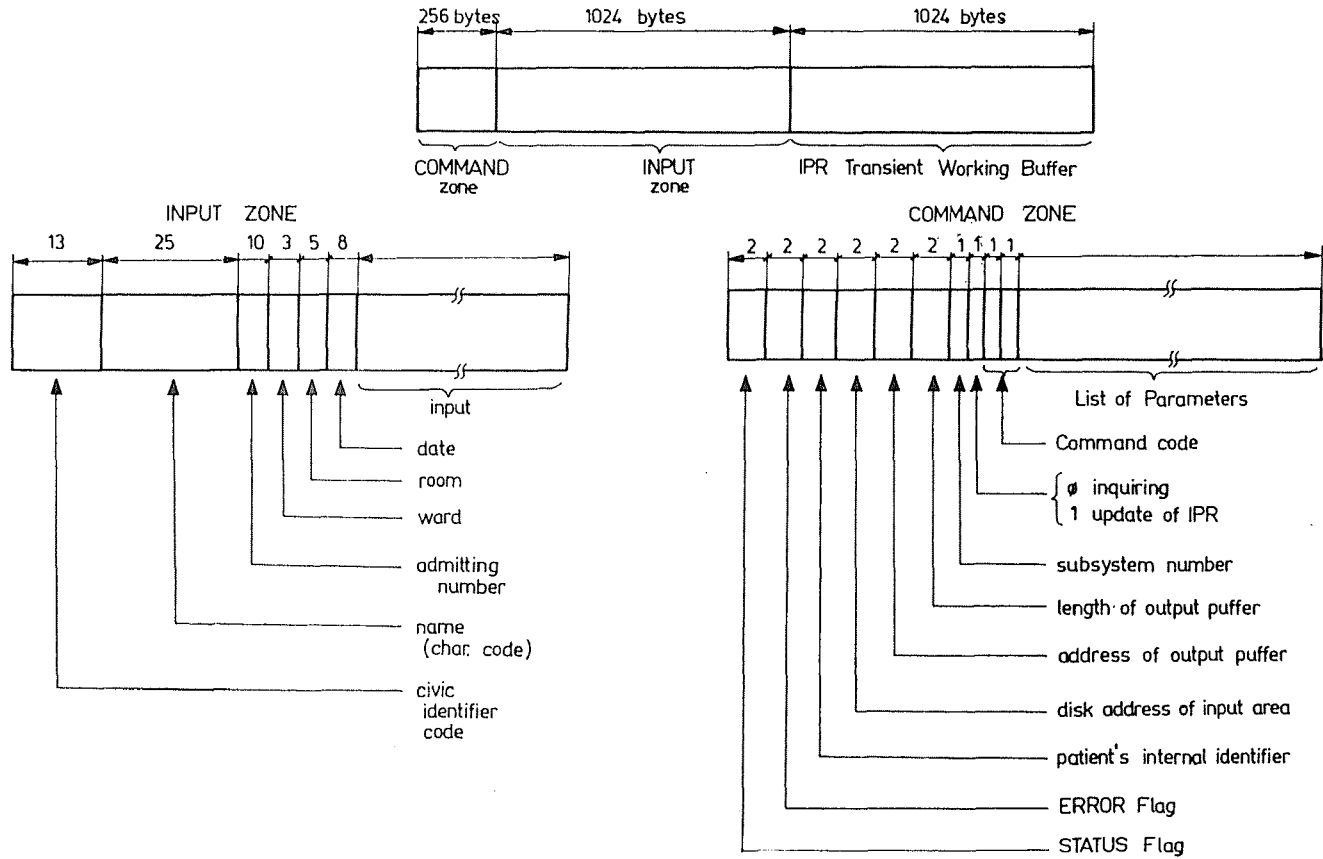 256 bytes 1024 bytes 1024 bytes
COMMAND zone
INPUT zone
IPR Transient Working Buffer
INPUT ZONE
13 25 10 3 5 8
input
date
room
ward
admitting
number
name
(char. code)
civic
identifier
code
COMMAND ZONE
2 2 2 2 2 2 1 1 1 1
List of Parameters
Command code
ø inquiring
1 update of IPR
subsystem number
length of output puffer
address of output puffer
disk address of input area
patient's internal identifier
ERROR Flag
STATUS Flag